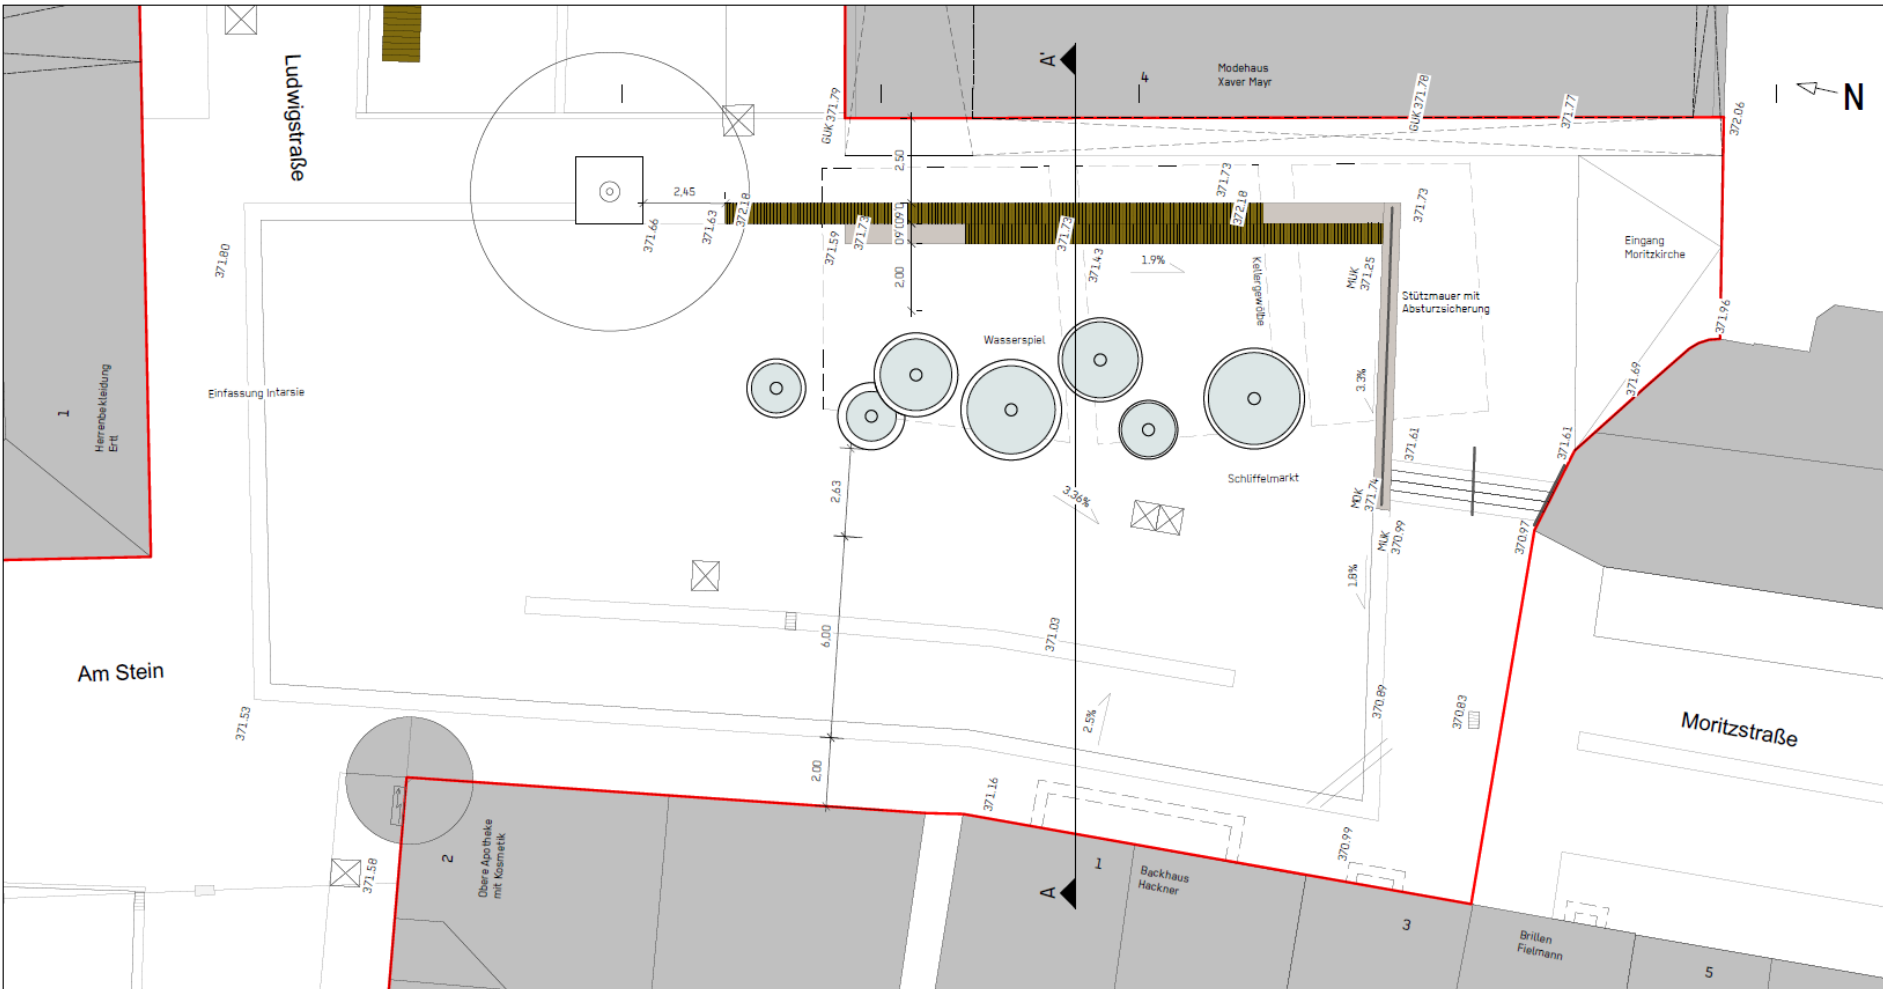 Ludwigstraße
A'
4
Modehaus
Xaver Mayr
N
GÜK 371.79
GÜK 371.78
371.77
372.06
2.50
2,45
371.66
371.63
372.18
371.73
371.59
371.73
372.18
371.73
371.73
371.43
0.60
0.60
2,00
1.9%
Kellergewölbe
MUK
371.25
Stützmauer mit
Absturzsicherung
Eingang
Moritzkirche
371.96
371.69
371.80
Wasserspiel
3.3%
Einfassung Intarsie
1
Herrenbekleidung
Ertl
371.61
371.61
Schliffelmarkt
2,63
3.36%
MOK
371.74
MUK
370.99
370.97
1.8%
6,00
371.03
Am Stein
371.53
2.5%
370.89
370.83
Moritzstraße
2,00
371.16
370.99
371.58
2
Obere Apotheke
mit Kosmetik
A
1
Backhaus
Hackner
3
Brillen
Fielmann
5